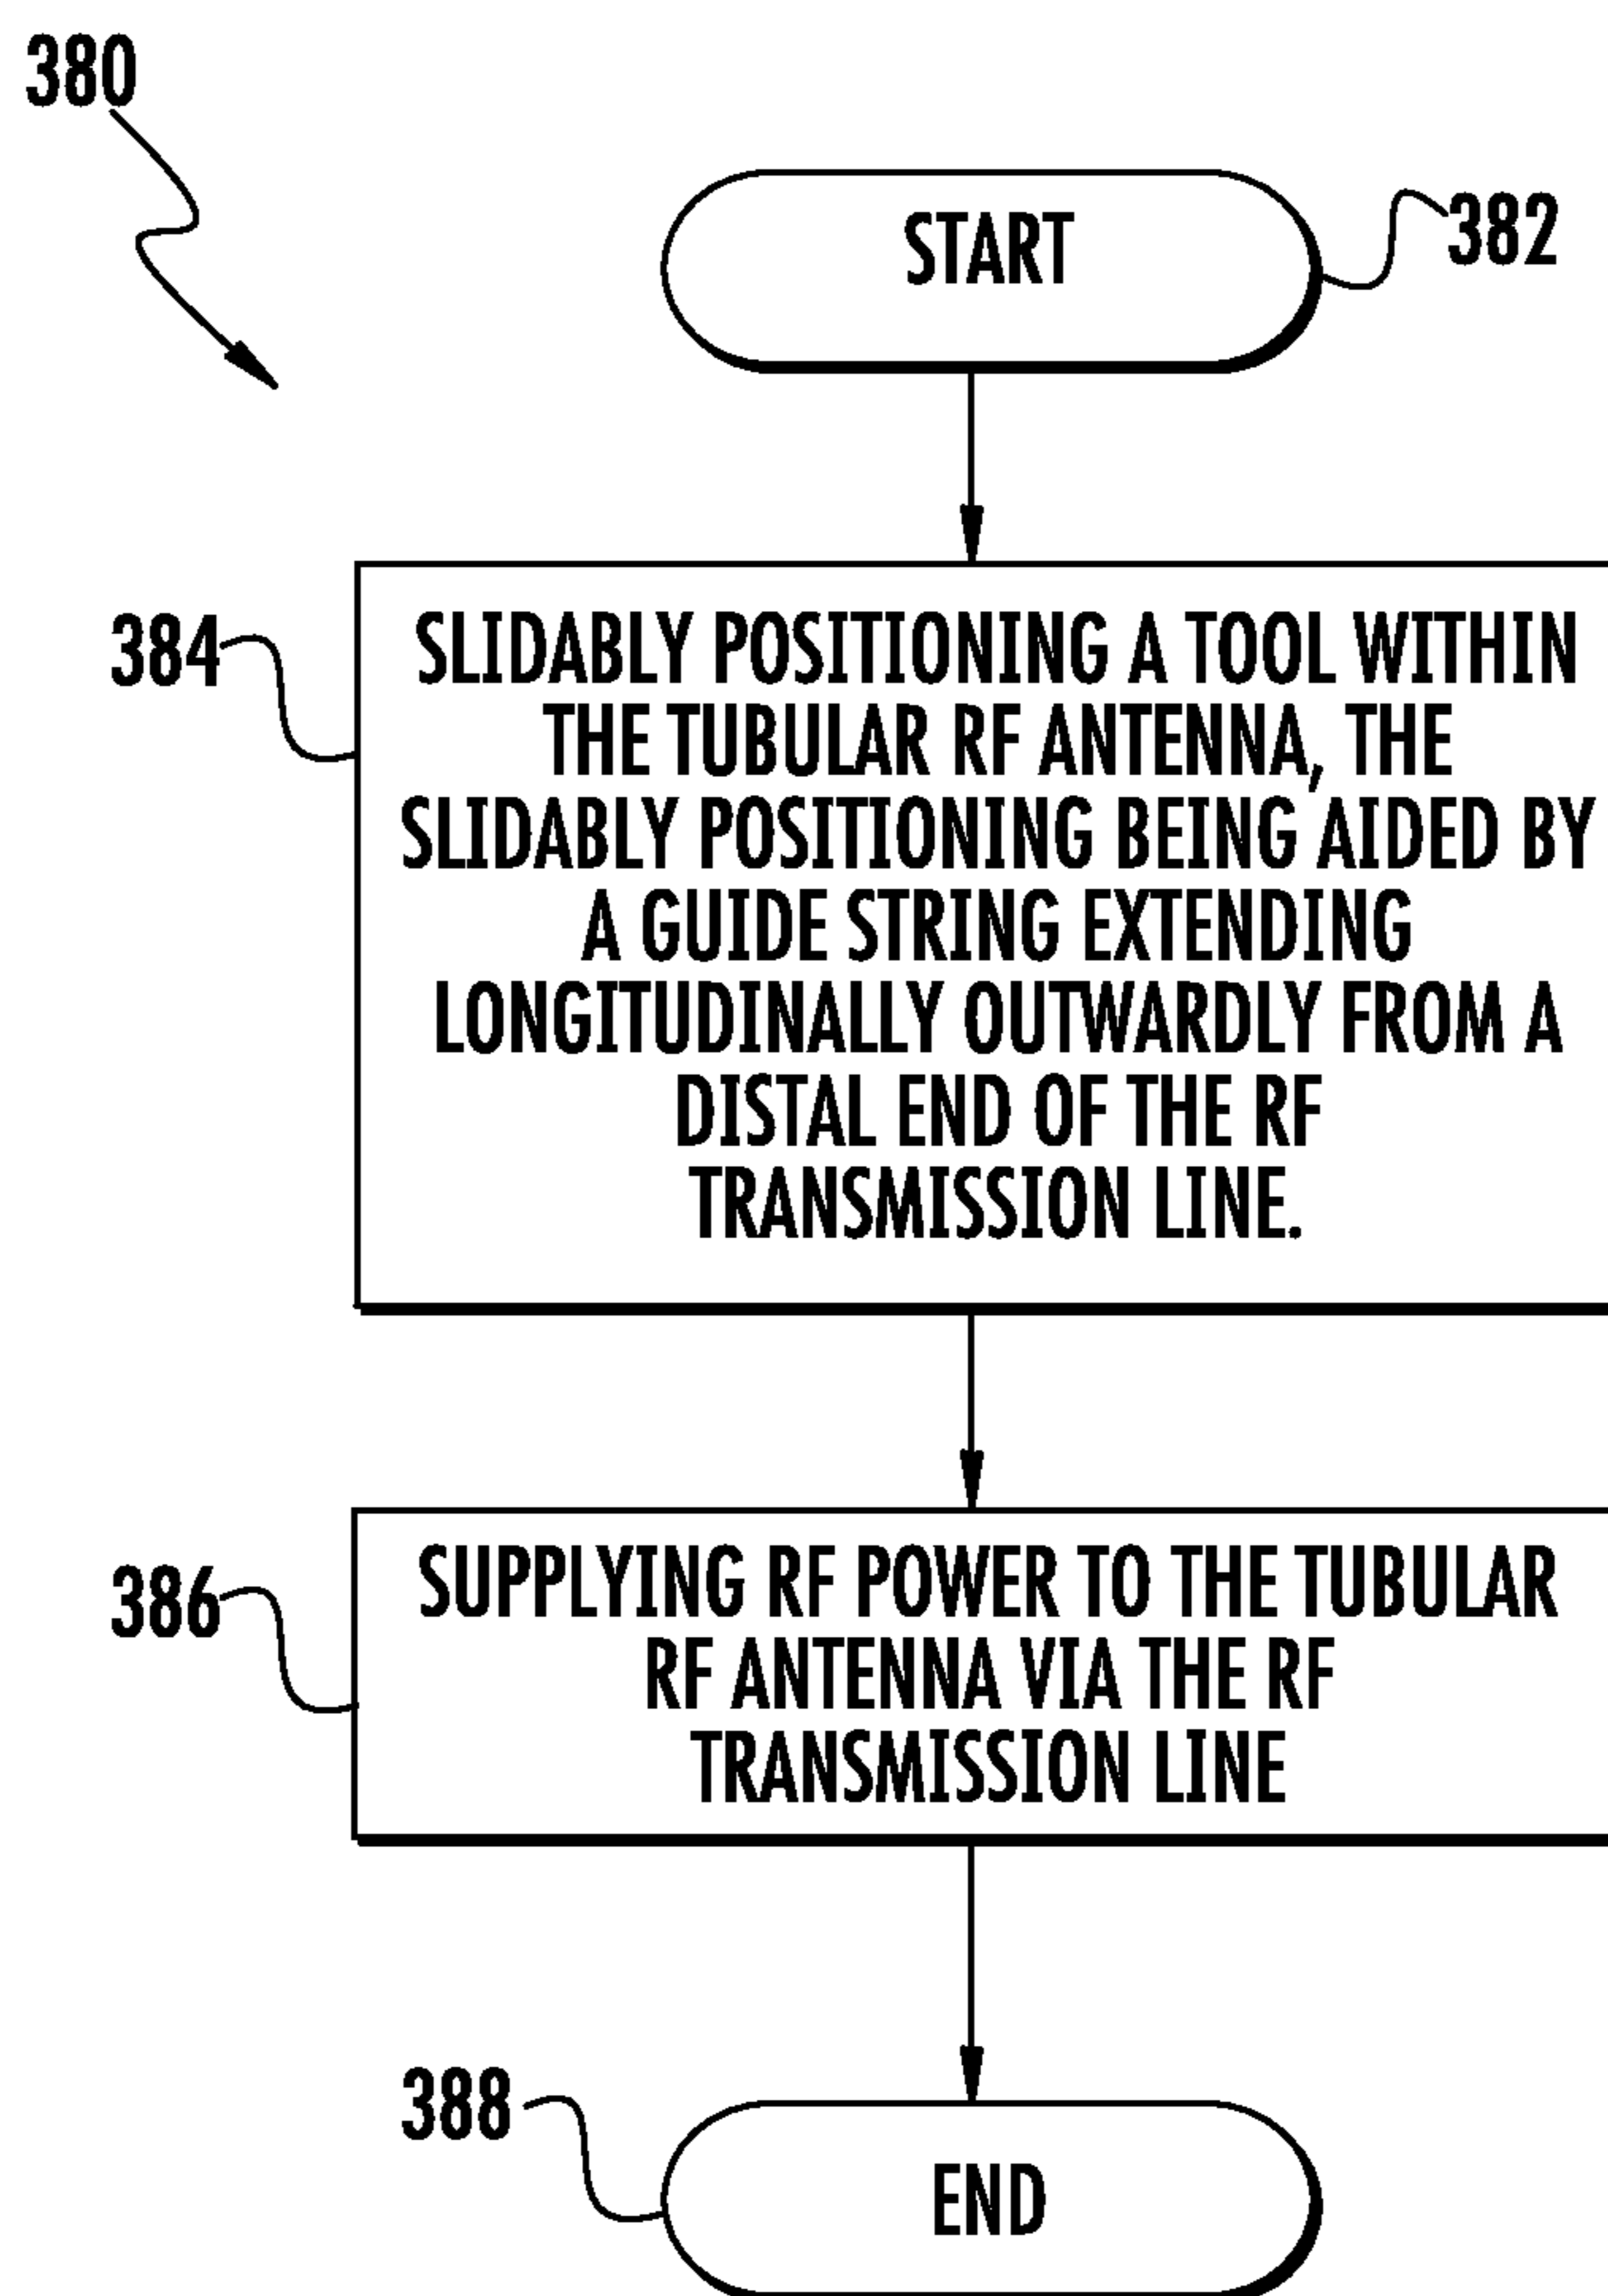 380
START
382
384
SLIDABLY POSITIONING A TOOL WITHIN
THE TUBULAR RF ANTENNA, THE
SLIDABLY POSITIONING BEING AIDED BY
A GUIDE STRING EXTENDING
LONGITUDINALLY OUTWARDLY FROM A
DISTAL END OF THE RF
TRANSMISSION LINE.
386
SUPPLYING RF POWER TO THE TUBULAR
RF ANTENNA VIA THE RF
TRANSMISSION LINE
388
END